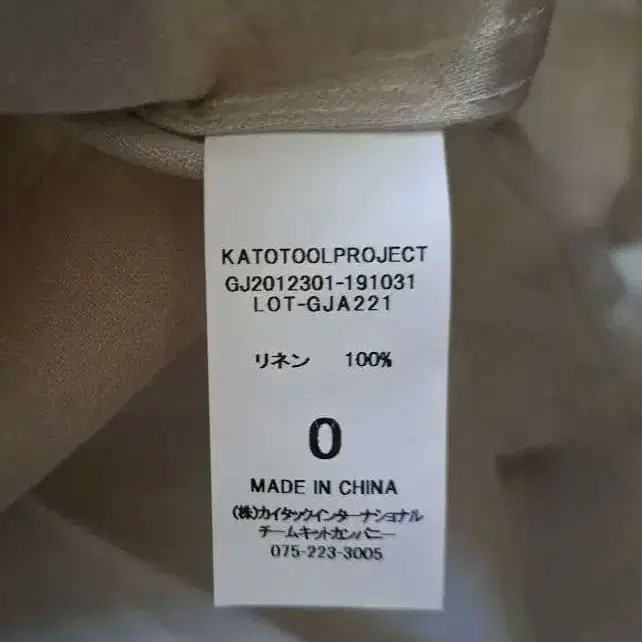 KATOTOOLPROJECT
GJ2012301-191031
LOT-GJA221
リネン 100%
0
MADE IN CHINA
(株)カイタックインターナショナル
チームキットカンパニー
075-223-3005